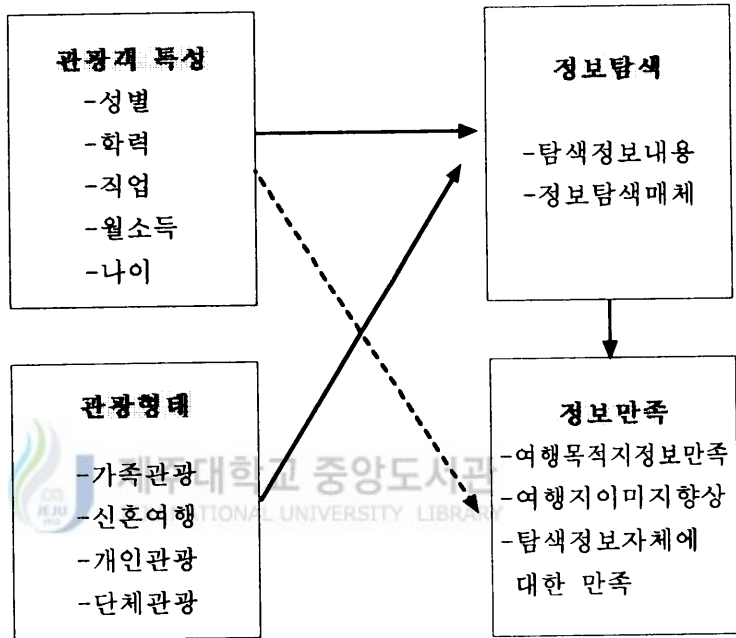 관광객 특성
-성별
-학력
-직업
-월소득
-나이
정보탐색
-탐색정보내용
-정보탐색매체
관광형태
-가족관광
-신혼여행
-개인관광
-단체관광
정보만족
-여행목적지정보만족
-여행지이미지향상
-탐색정보자체에
대한 만족
제주대학교 중앙도서관
NATIONAL UNIVERSITY LIBRARY
JEJU